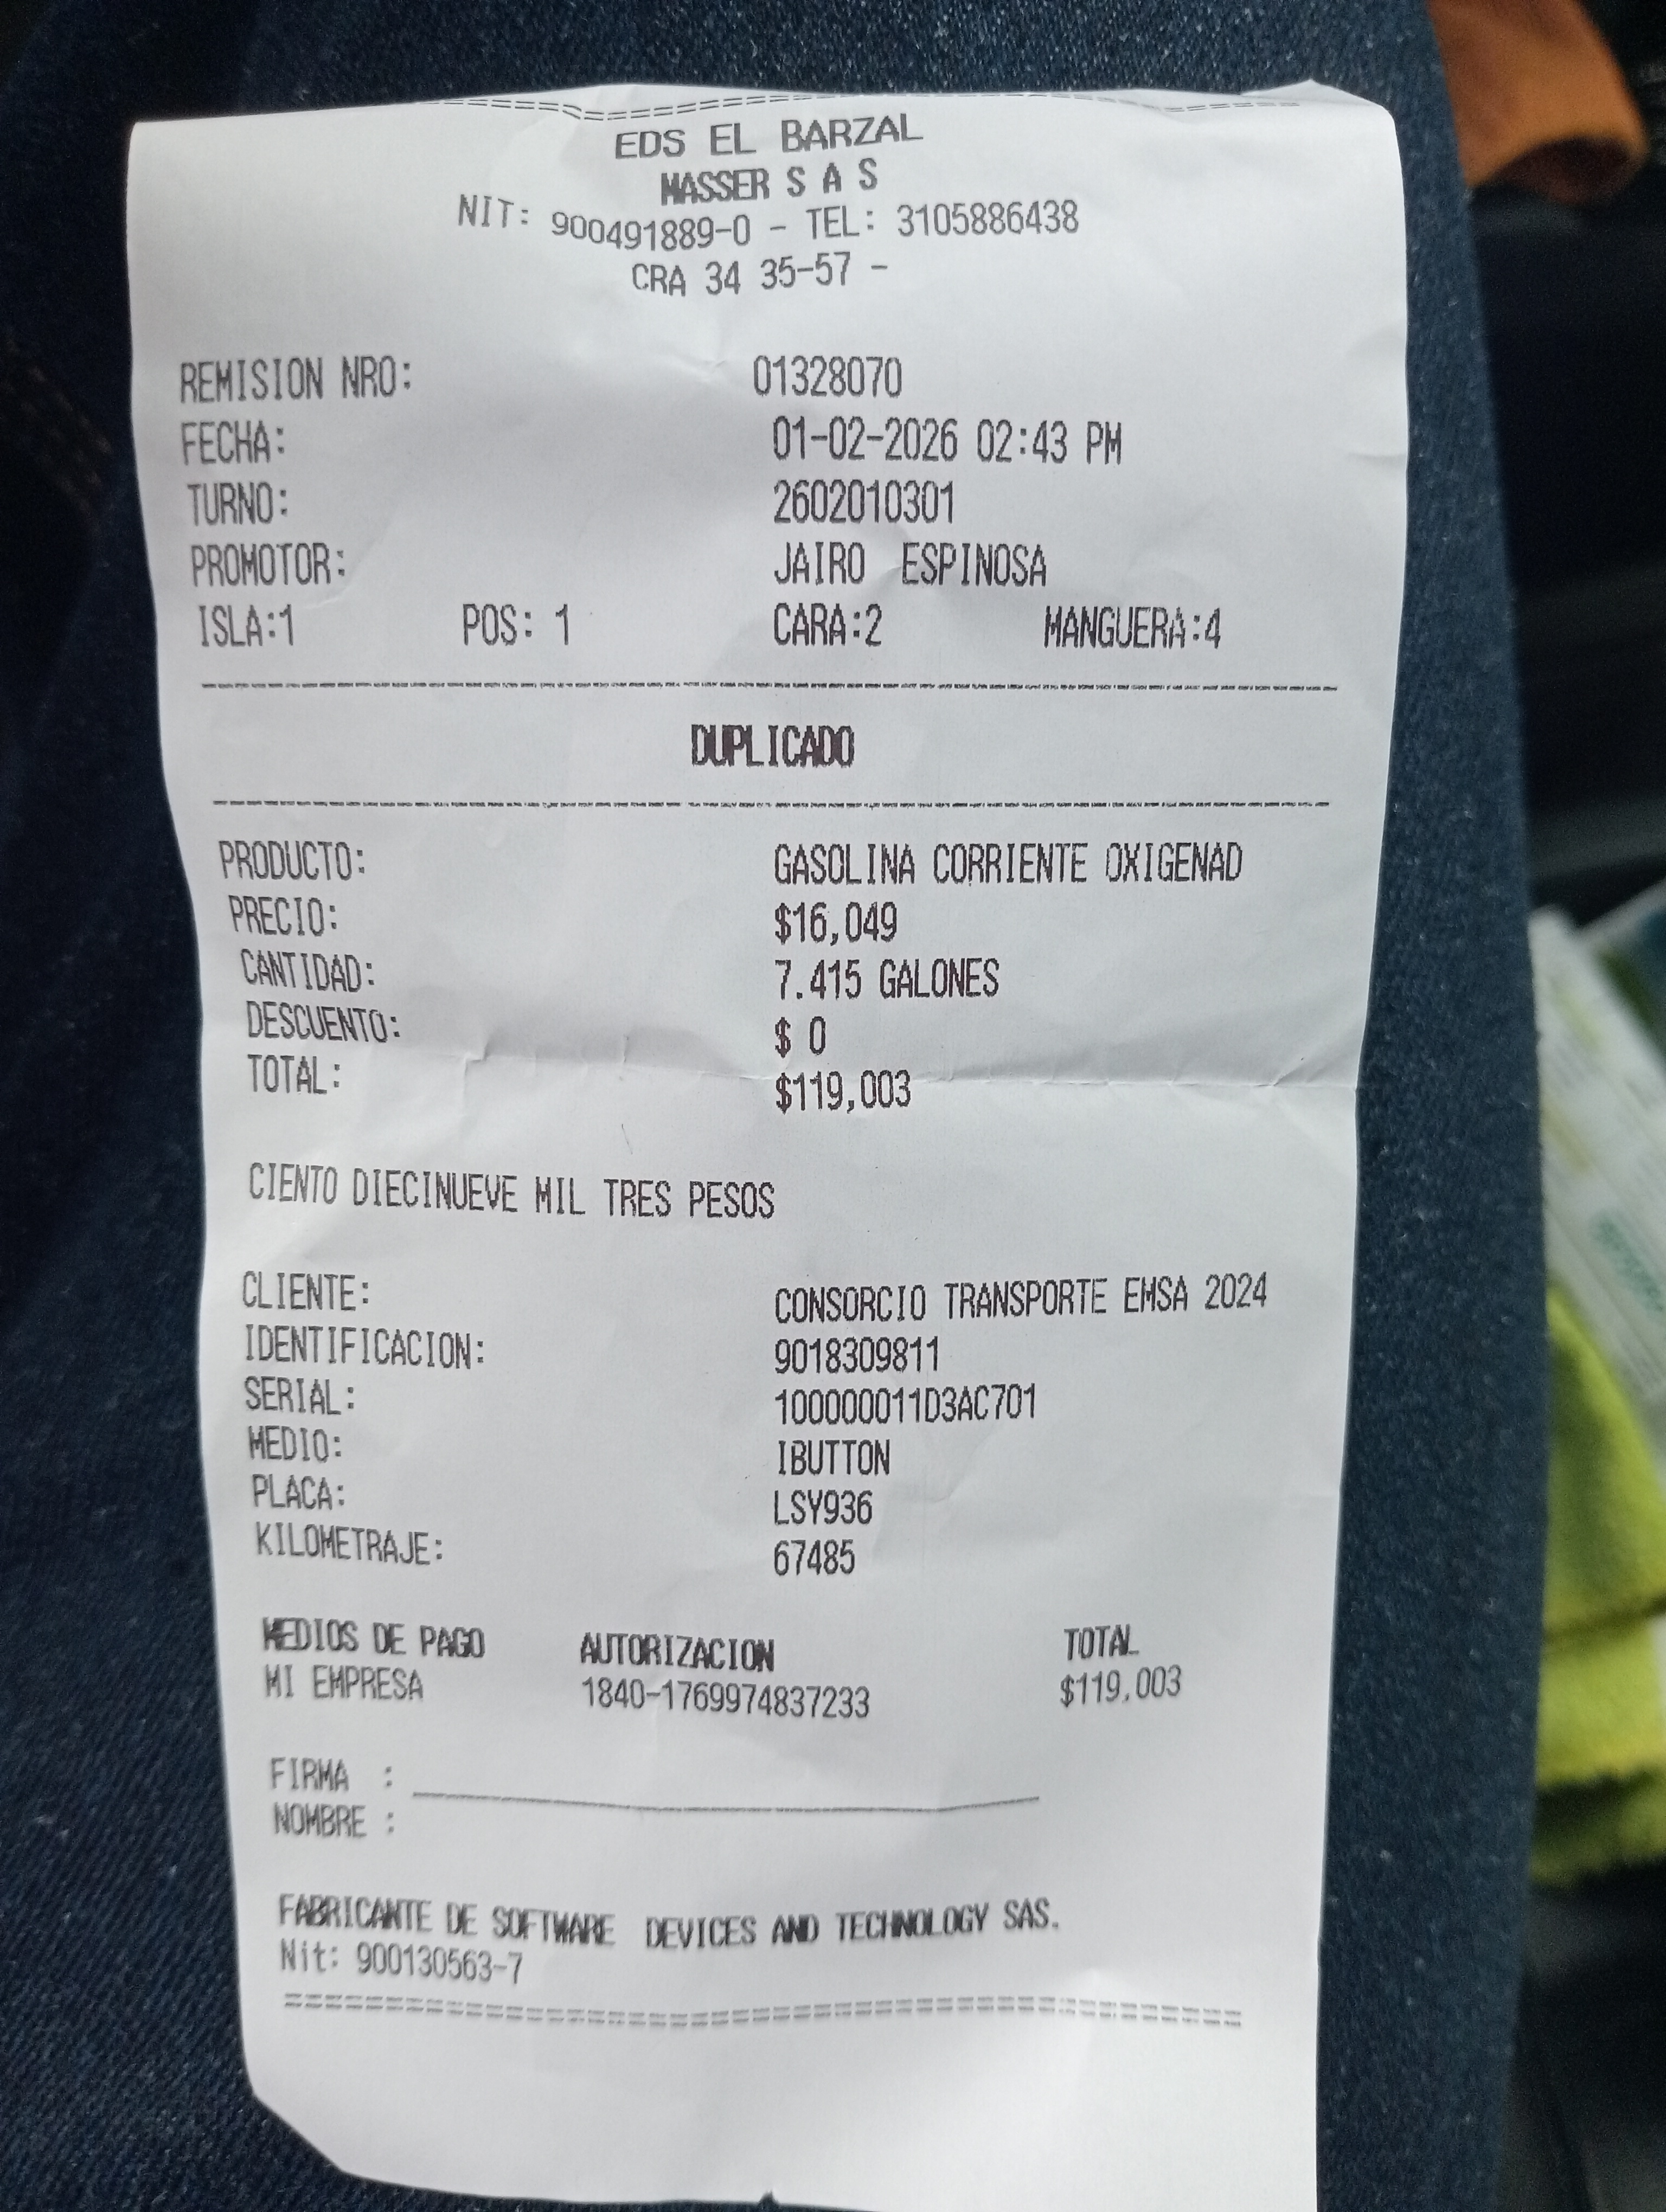 EDS EL BARZAL
MASSER S A S
NIT: 900491889-0 - TEL: 3105886438
CRA 34 35-57 -
REMISION NRO: 01328070
FECHA: 01-02-2026 02:43 PM
TURNO: 2602010301
PROMOTOR: JAIRO ESPINOSA
ISLA:1 POS: 1 CARA:2 MANGUERA:4
DUPLICADO
PRODUCTO: GASOLINA CORRIENTE OXIGENAD
PRECIO: $16,049
CANTIDAD: 7.415 GALONES
DESCUENTO: $ 0
TOTAL: $119,003
CIENTO DIECINUEVE MIL TRES PESOS
CLIENTE: CONSORCIO TRANSPORTE EMSA 2024
IDENTIFICACION: 9018309811
SERIAL: 100000011D3AC701
MEDIO: IBUTTON
PLACA: LSY936
KILOMETRAJE: 67485
MEDIOS DE PAGO AUTORIZACION TOTAL
MI EMPRESA 1840-1769974837233 $119,003
FIRMA :
NOMBRE :
FABRICANTE DE SOFTWARE DEVICES AND TECHNOLOGY SAS.
Nit: 900130563-7